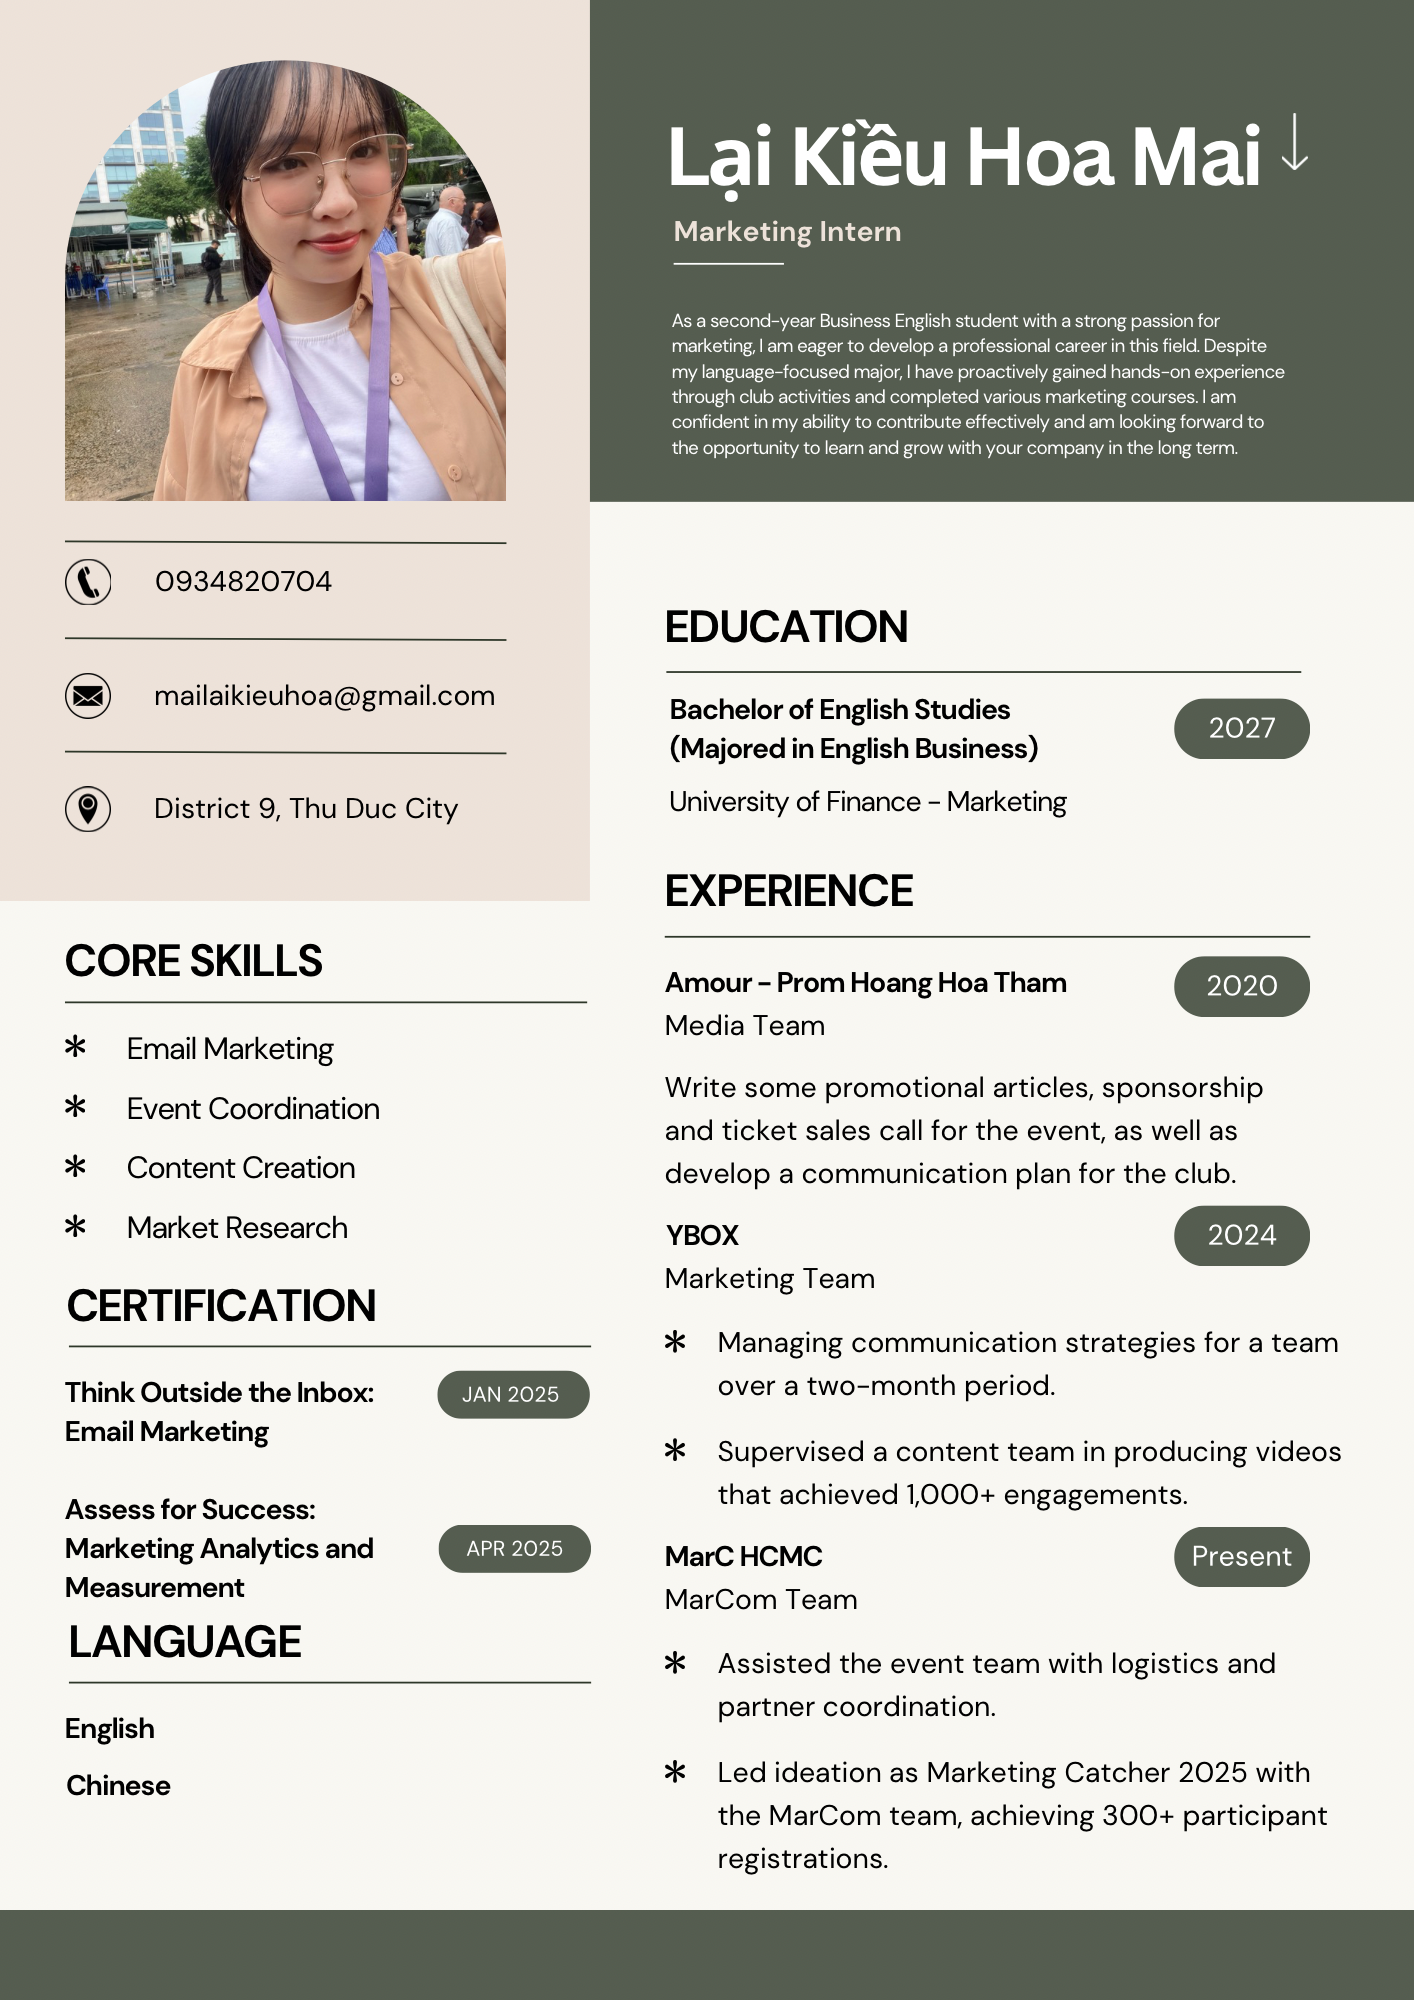 Lại Kiều Hoa Mai
Marketing Intern
As a second-year Business English student with a strong passion for
marketing, I am eager to develop a professional career in this field. Despite
my language-focused major, I have proactively gained hands-on experience
through club activities and completed various marketing courses. I am
confident in my ability to contribute effectively and am looking forward to
the opportunity to learn and grow with your company in the long term.
0934820704
mailaikieuhoa@gmail.com
District 9, Thu Duc City
CORE SKILLS
* Email Marketing
* Event Coordination
* Content Creation
* Market Research
CERTIFICATION
Think Outside the Inbox:
Email Marketing
JAN 2025
Assess for Success:
Marketing Analytics and
Measurement
APR 2025
LANGUAGE
English
Chinese
EDUCATION
Bachelor of English Studies
(Majored in English Business)
2027
University of Finance - Marketing
EXPERIENCE
Amour - Prom Hoang Hoa Tham
2020
Media Team
Write some promotional articles, sponsorship
and ticket sales call for the event, as well as
develop a communication plan for the club.
YBOX
2024
Marketing Team
* Managing communication strategies for a team
over a two-month period.
* Supervised a content team in producing videos
that achieved 1,000+ engagements.
MarC HCMC
Present
MarCom Team
* Assisted the event team with logistics and
partner coordination.
* Led ideation as Marketing Catcher 2025 with
the MarCom team, achieving 300+ participant
registrations.